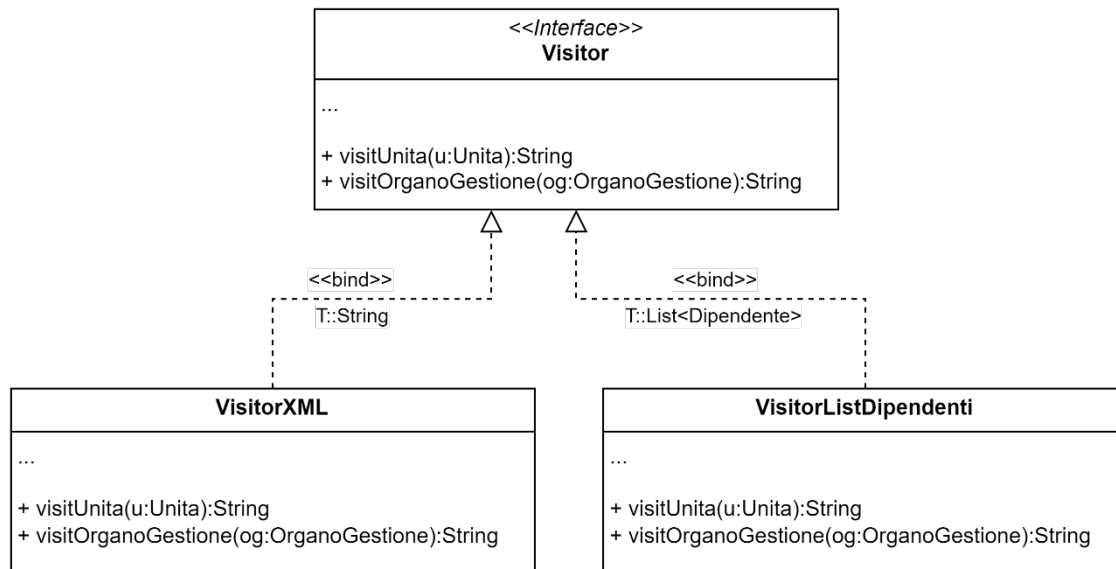 <<Interface>>
Visitor
...
+ visitUnita(u:Unita):String
+ visitOrganoGestione(og:OrganoGestione):String
<<bind>>
T::String
<<bind>>
T::List<Dipendente>
VisitorXML
...
+ visitUnita(u:Unita):String
+ visitOrganoGestione(og:OrganoGestione):String
VisitorListDipendenti
...
+ visitUnita(u:Unita):String
+ visitOrganoGestione(og:OrganoGestione):String